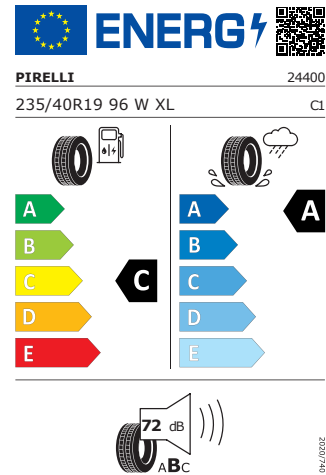 ENERG
PIRELLI 24400
235/40R19 96 W XL C1
A A A
B B
C C C
D D
E E
72 dB
ABC
2020/740